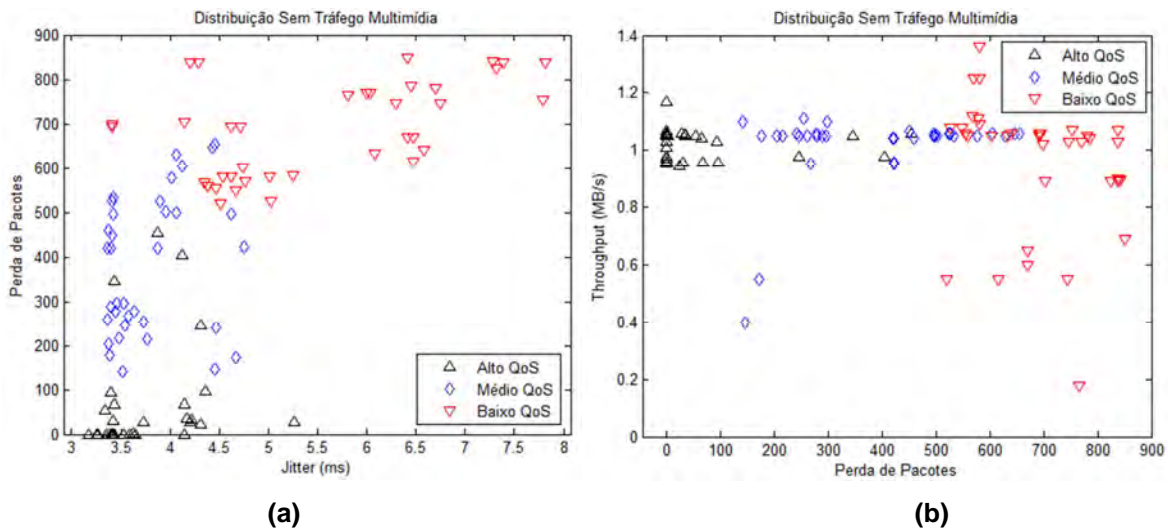 Distribuição Sem Tráfego Multimídia
900
800
700
600
500
400
300
200
100
0
Perda de Pacotes
3
3.5
4
4.5
5
5.5
6
6.5
7
7.5
8
Jitter (ms)
Alto QoS
Médio QoS
Baixo QoS
(a)
Distribuição Sem Tráfego Multimídia
1.4
1.2
1
0.8
0.6
0.4
0.2
0
Throughput (MB/s)
0
100
200
300
400
500
600
700
800
900
Perda de Pacotes
Alto QoS
Médio QoS
Baixo QoS
(b)